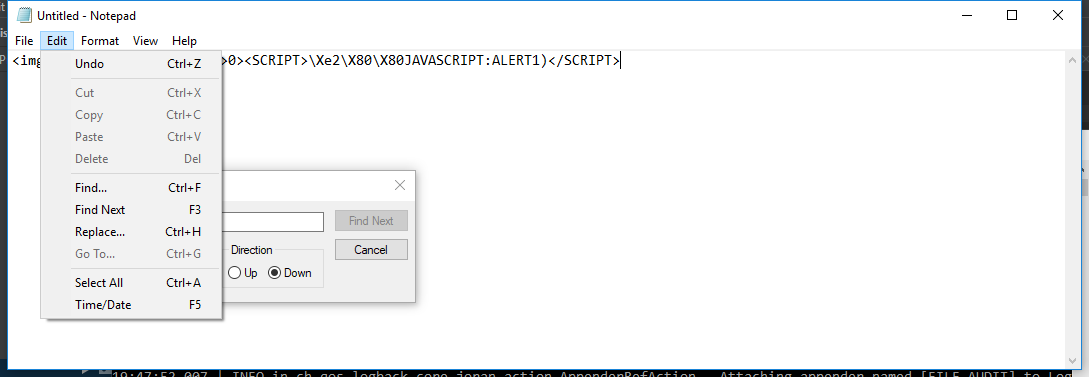 Untitled - Notepad
File Edit Format View Help
<img >0><SCRIPT>\Xe2\X80\X80JAVASCRIPT:ALERT1)</SCRIPT>
Undo Ctrl+Z
Cut Ctrl+X
Copy Ctrl+C
Paste Ctrl+V
Delete Del
Find... Ctrl+F
Find Next F3
Replace... Ctrl+H
Go To... Ctrl+G
Select All Ctrl+A
Time/Date F5
Find Next
Cancel
Direction
Up Down
19:47:52,007 | INFO in ch.qos.logback.core.joran.action.AppenderRefAction - Attaching appender named [FILE_AUDIT] to Log